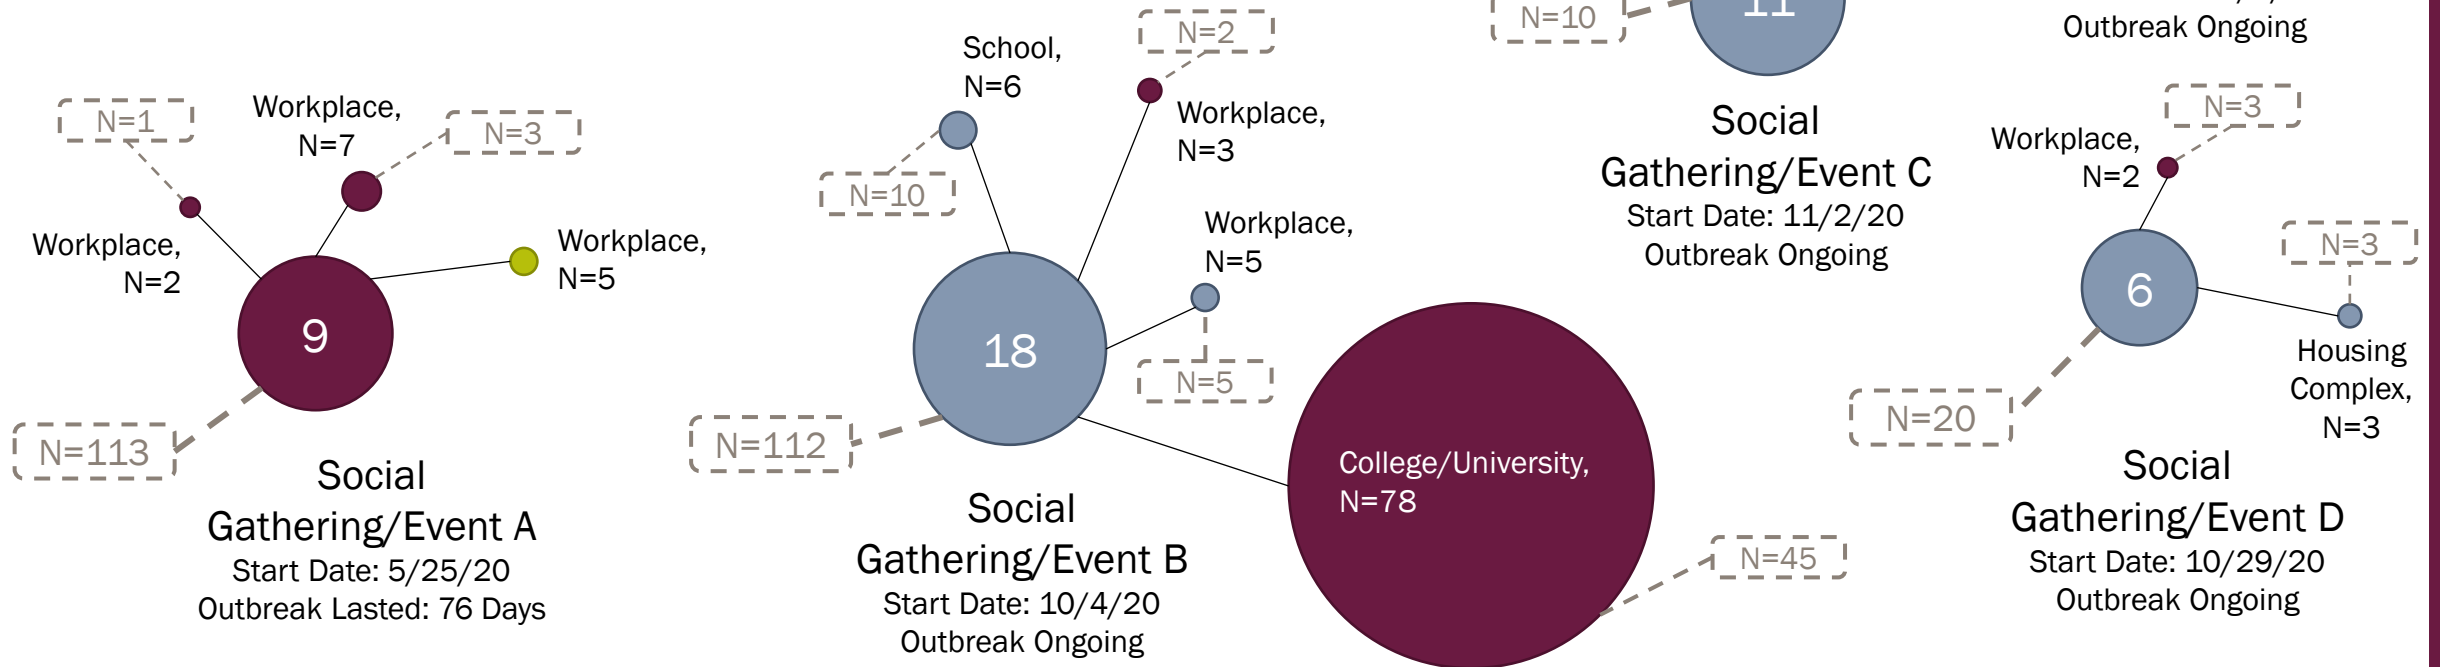 N=1
Workplace,
N=7
N=3
Workplace,
N=2
Workplace,
N=5
9
N=113
Social
Gathering/Event A
Start Date: 5/25/20
Outbreak Lasted: 76 Days
School,
N=6
N=2
Workplace,
N=3
N=10
Workplace,
N=5
N=5
18
N=112
College/University,
N=78
N=45
Social
Gathering/Event B
Start Date: 10/4/20
Outbreak Ongoing
N=10
11
Social
Gathering/Event C
Start Date: 11/2/20
Outbreak Ongoing
Outbreak Ongoing
N=3
Workplace,
N=2
N=3
6
Housing
Complex,
N=3
N=20
Social
Gathering/Event D
Start Date: 10/29/20
Outbreak Ongoing